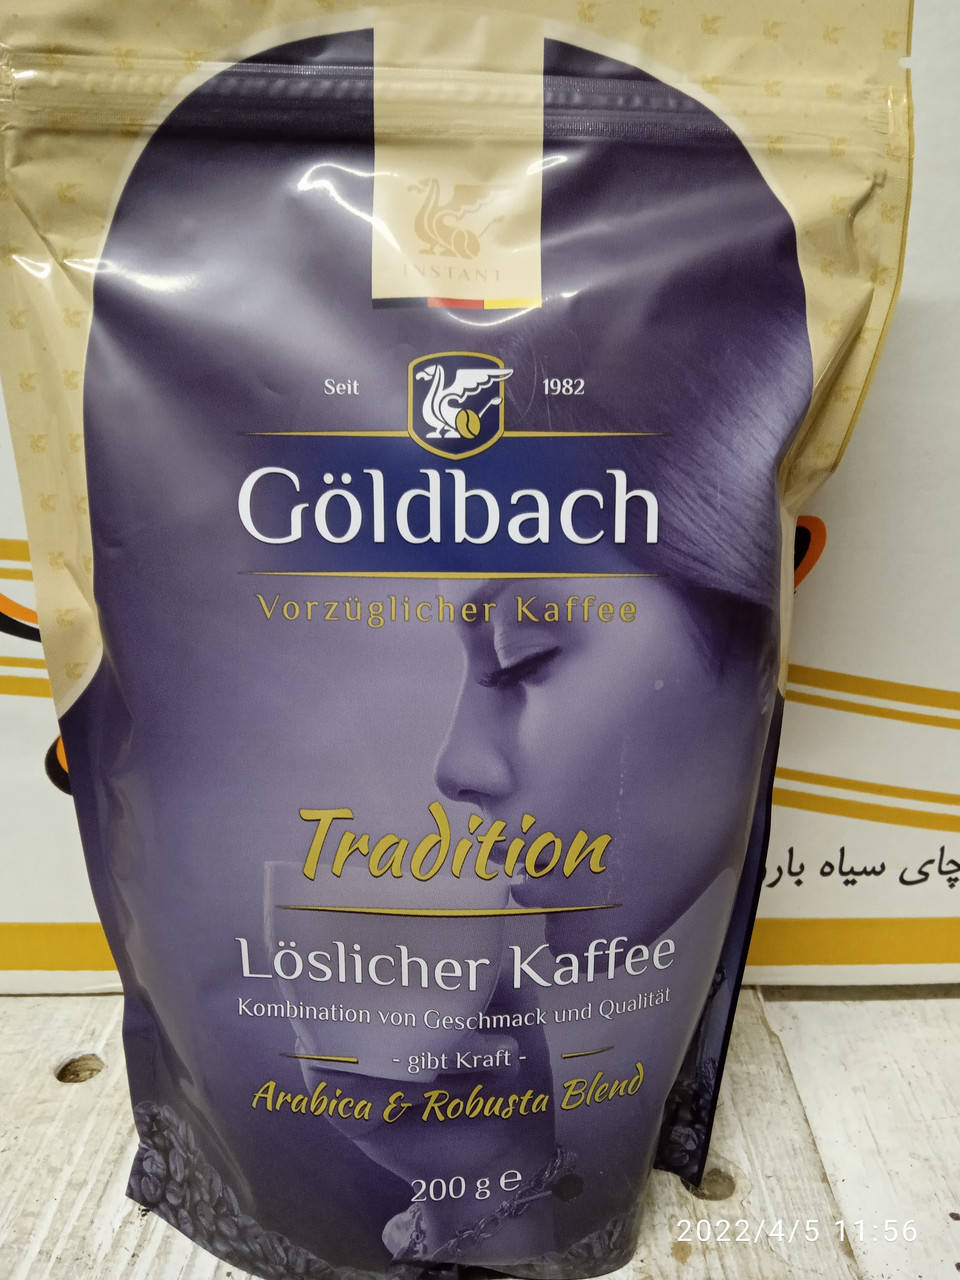 INSTANT
Seit 1982
Göldbach
Vorzüglicher Kaffee
Tradition
Löslicher Kaffee
Kombination von Geschmack und Qualität
- gibt Kraft -
Arabica & Robusta Blend
200 g e
چای سیاه
2022/4/5 11:56